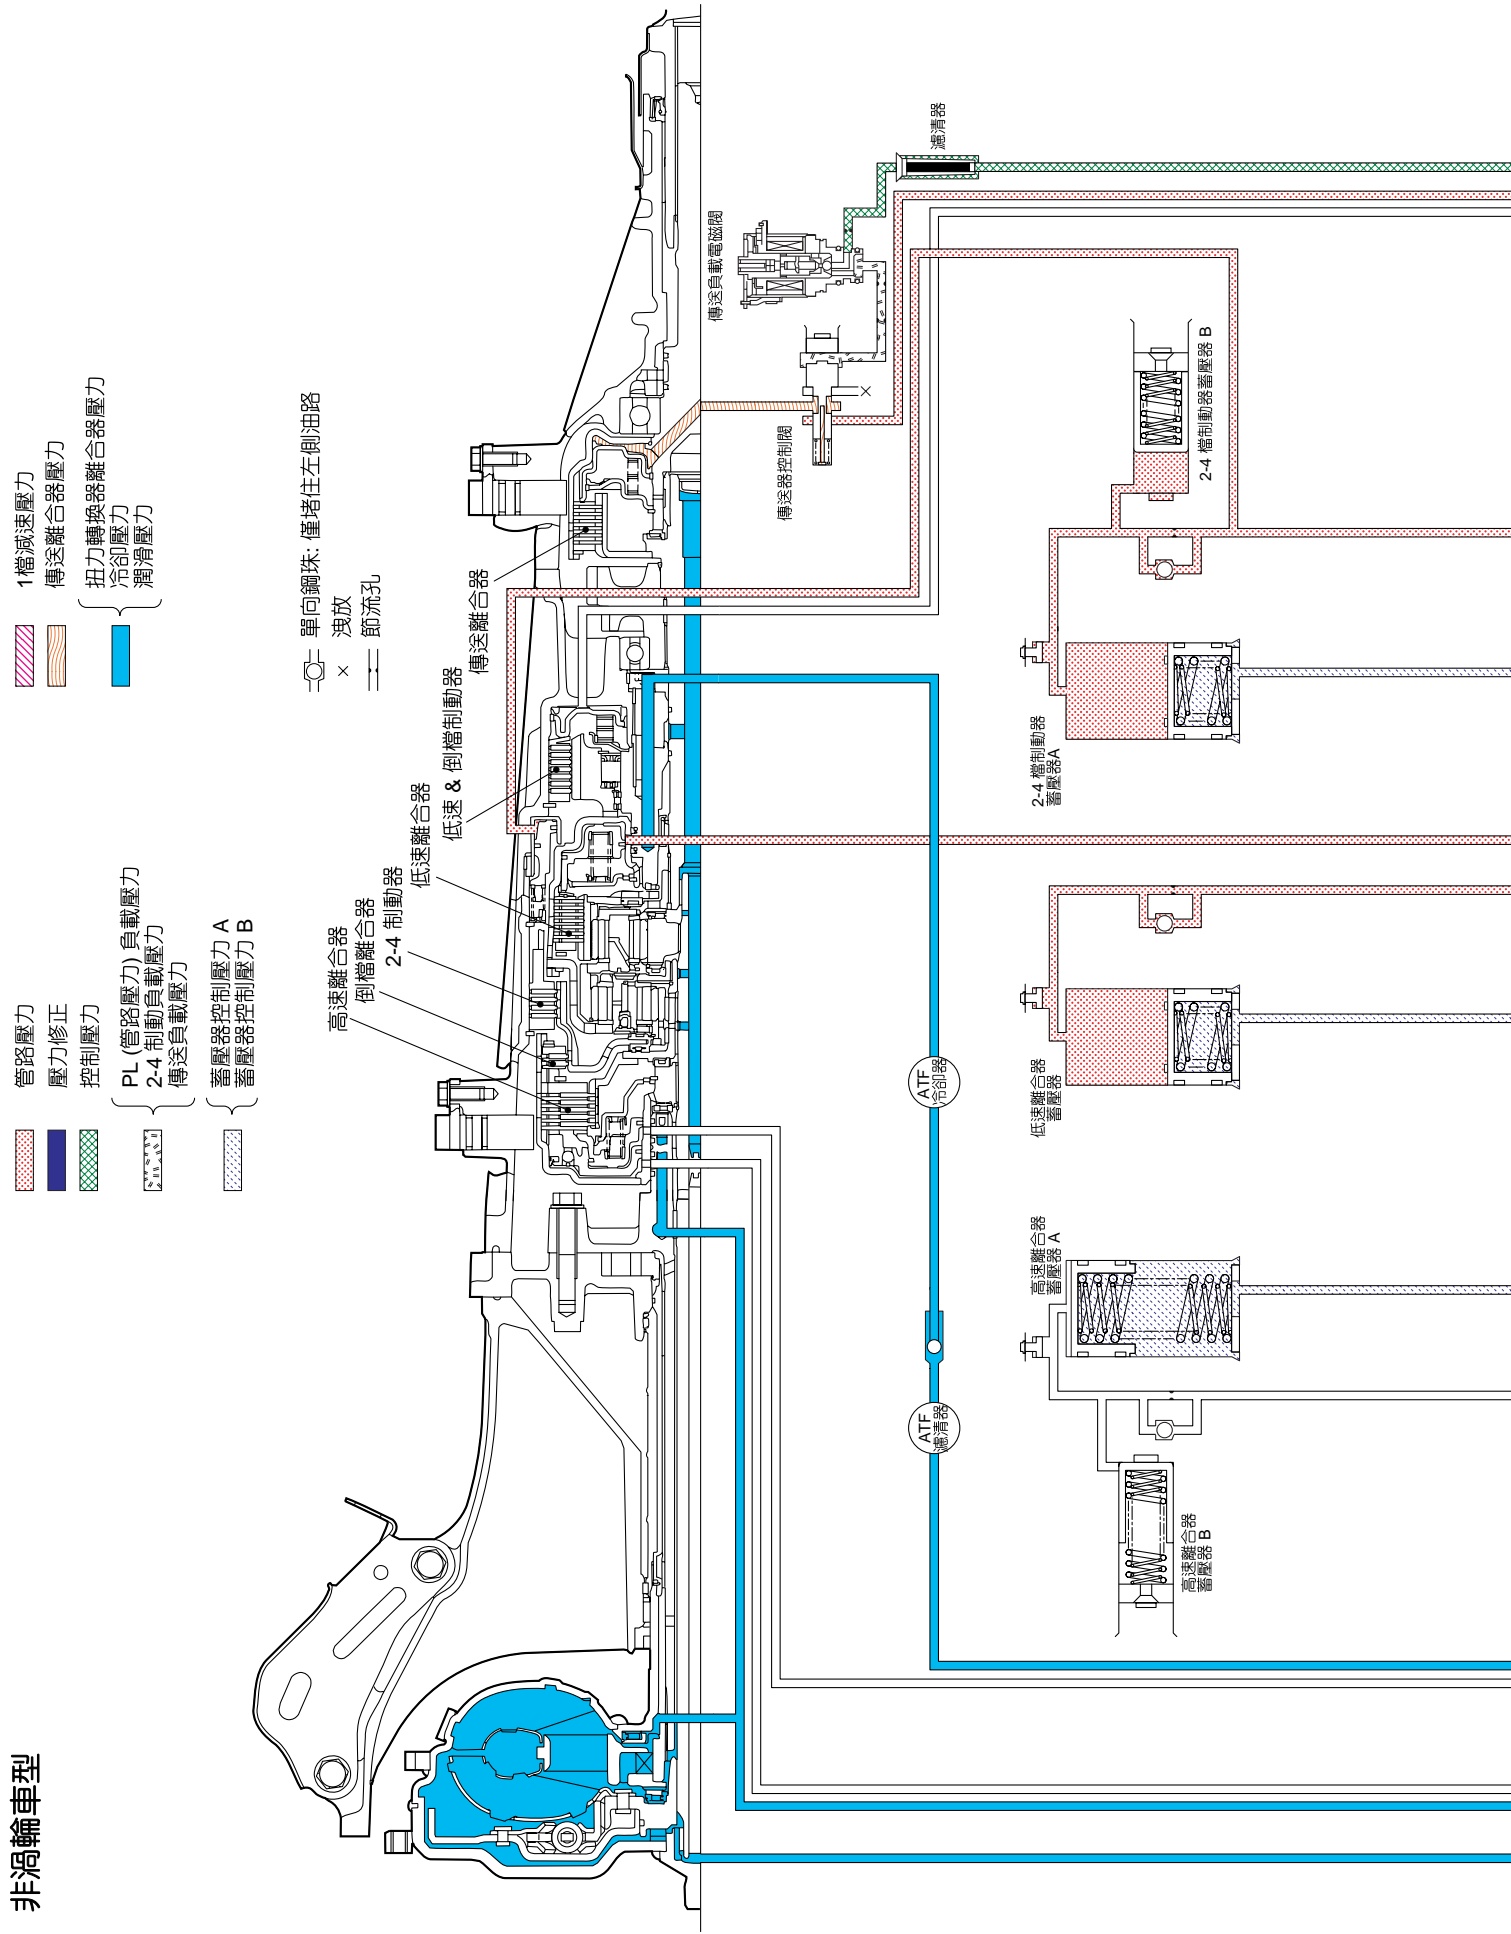 非渦輪車型
管路壓力
壓力修正
控制壓力
PL (管路壓力) 負載壓力
2-4 制動負載壓力
傳送負載壓力
蓄壓器控制壓力 A
蓄壓器控制壓力 B
1檔減速壓力
傳送離合器壓力
扭力轉換器離合器壓力
冷卻壓力
潤滑壓力
單向鋼珠: 僅堵住左側油路
× 洩放
節流孔
高速離合器
倒檔離合器
2-4 制動器
低速離合器
低速 & 倒檔制動器
傳送離合器
傳送負載電磁閥
濾清器
傳送器控制閥
×
ATF
濾清器
ATF
冷卻器
高速離合器
蓄壓器 B
高速離合器
蓄壓器 A
低速離合器
蓄壓器
2-4 檔制動器
蓄壓器A
2-4 檔制動器蓄壓器 B